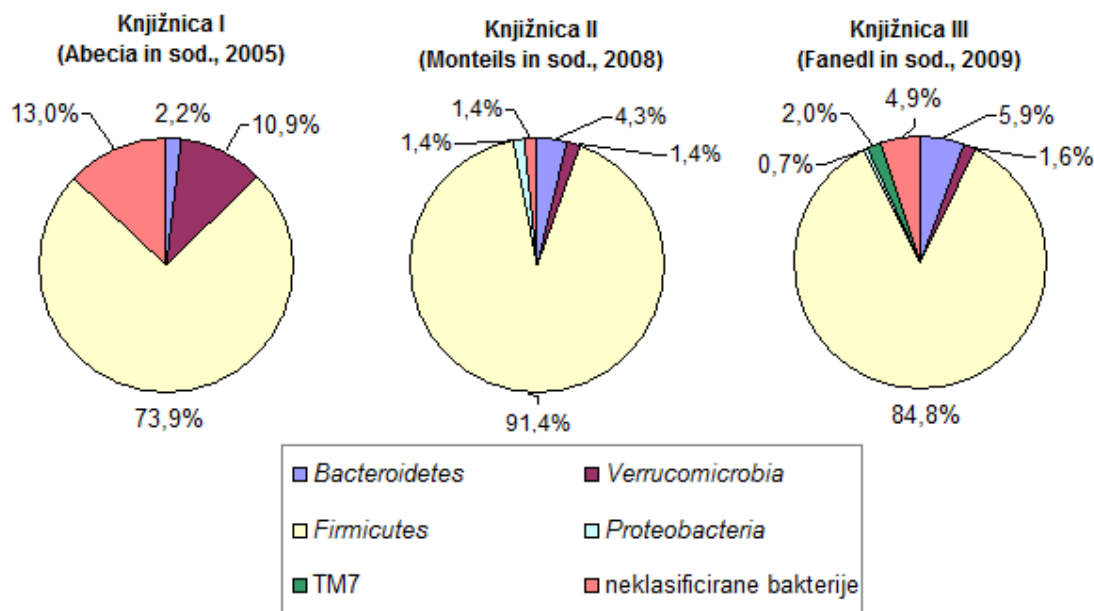 Knjižnica I
(Abecia in sod., 2005)
13,0%
2,2%
10,9%
73,9%
Knjižnica II
(Monteils in sod., 2008)
1,4%
1,4%
4,3%
1,4%
91,4%
Knjižnica III
(Fanedl in sod., 2009)
2,0%
4,9%
5,9%
0,7%
1,6%
84,8%
Bacteroidetes
Verrucomicrobia
Firmicutes
Proteobacteria
TM7
neklasificirane bakterije